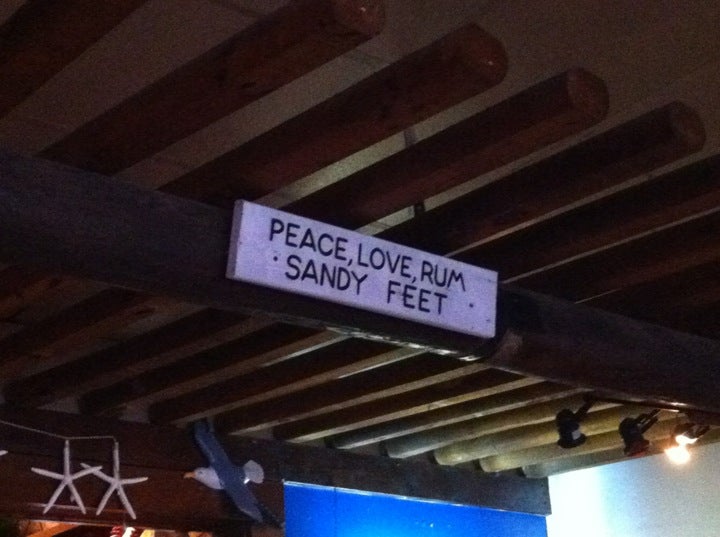 PEACE, LOVE, RUM
· SANDY FEET ·